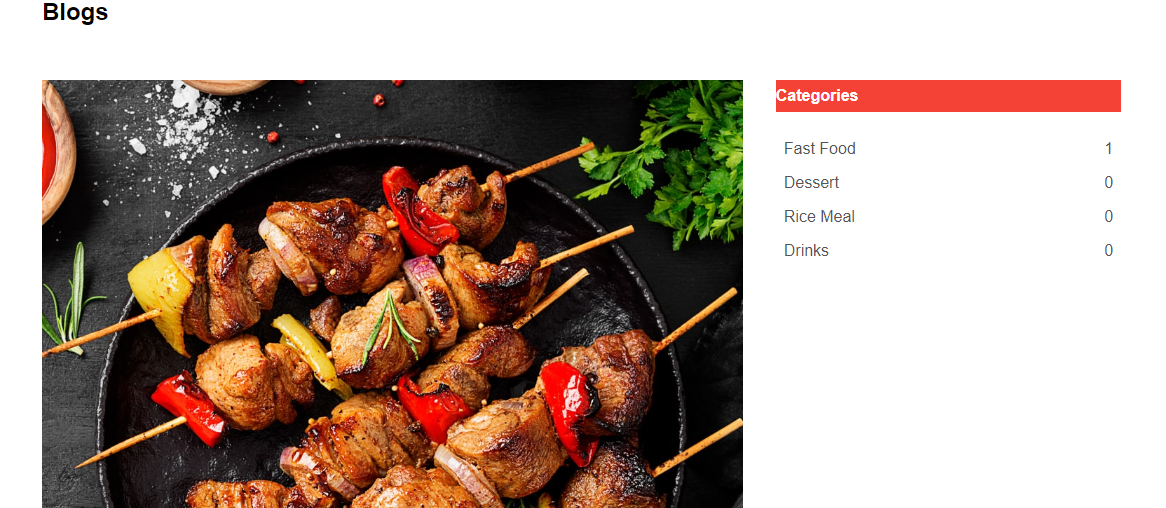 Blogs
Categories
Fast Food 1
Dessert 0
Rice Meal 0
Drinks 0